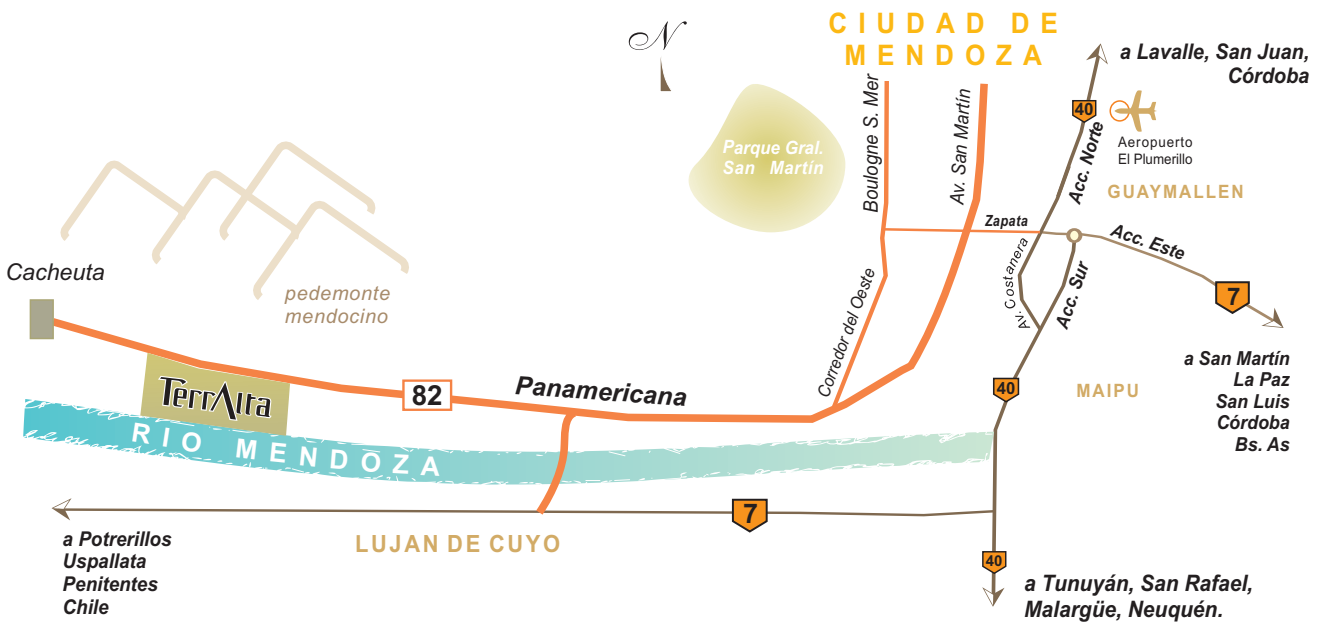 N
CIUDAD DE
MENDOZA
a Lavalle, San Juan,
Córdoba
40
Aeropuerto
El Plumerillo
Acc. Norte
GUAYMALLEN
Boulogne S. Mer
Av. San Martín
Parque Gral.
San Martín
Zapata
Acc. Este
7
Av. Costanera
Acc. Sur
Corredor del Oeste
Cacheuta
pedemonte
mendocino
TerrAlta
82
Panamericana
40
MAIPU
a San Martín
La Paz
San Luis
Córdoba
Bs. As
RIO MENDOZA
7
LUJAN DE CUYO
a Potrerillos
Uspallata
Penitentes
Chile
40
a Tunuyán, San Rafael,
Malargüe, Neuquén.